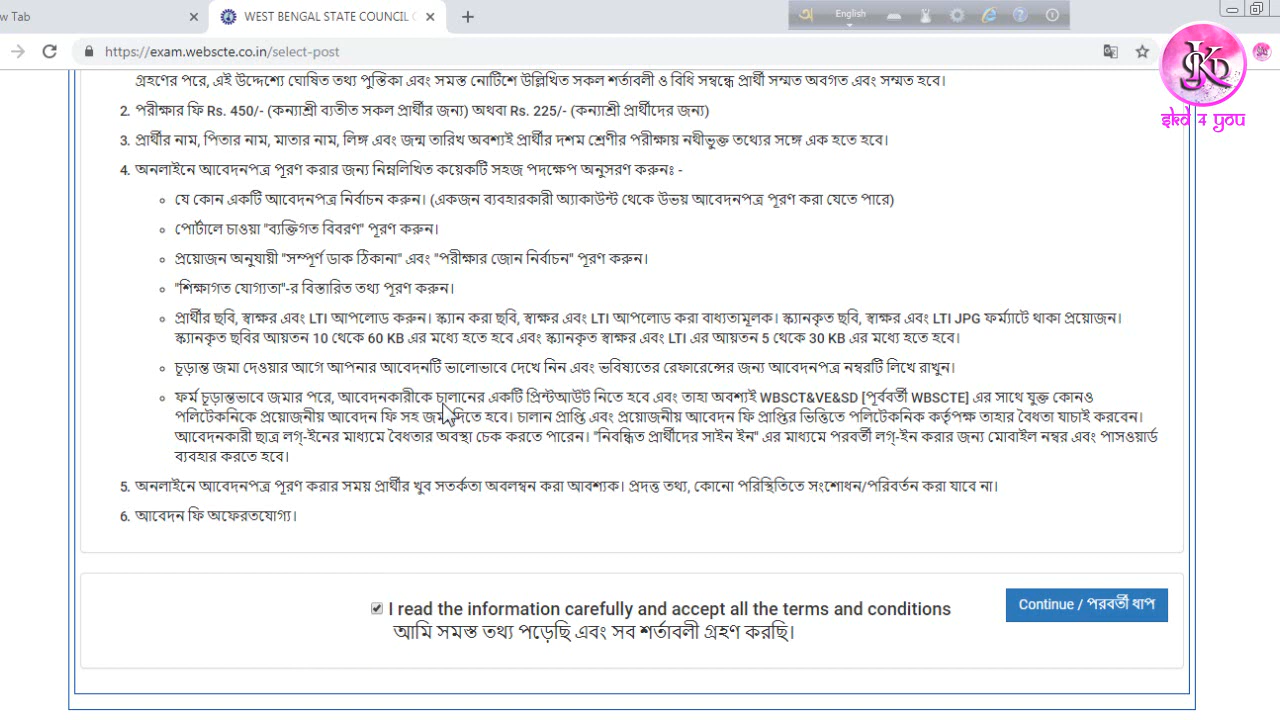 w Tab
WEST BENGAL STATE COUNCIL
English
https://exam.webscte.co.in/select-post
গ্রহণের পরে, এই উদ্দেশ্যে ঘোষিত তথ্য পুস্তিকা এবং সমস্ত নোটিশে উল্লিখিত সকল শর্তাবলী ও বিধি সম্বন্ধে প্রার্থী সম্মত অবগত এবং সম্মত হবে।
2. পরীক্ষার ফি Rs. 450/- (কন্যাশ্রী ব্যতীত সকল প্রার্থীর জন্য) অথবা Rs. 225/- (কন্যাশ্রী প্রার্থীদের জন্য)
3. প্রার্থীর নাম, পিতার নাম, মাতার নাম, লিঙ্গ এবং জন্ম তারিখ অবশ্যই প্রার্থীর দশম শ্রেণীর পরীক্ষায় নথীভুক্ত তথ্যের সঙ্গে এক হতে হবে।
4. অনলাইনে আবেদনপত্র পূরণ করার জন্য নিম্নলিখিত কয়েকটি সহজ পদক্ষেপ অনুসরণ করুনঃ -
যে কোন একটি আবেদনপত্র নির্বাচন করুন। (একজন ব্যবহারকারী অ্যাকাউন্ট থেকে উভয় আবেদনপত্র পূরণ করা যেতে পারে)
পোর্টালে চাওয়া "ব্যক্তিগত বিবরণ" পূরণ করুন।
প্রয়োজন অনুযায়ী "সম্পূর্ণ ডাক ঠিকানা" এবং "পরীক্ষার জোন নির্বাচন" পূরণ করুন।
"শিক্ষাগত যোগ্যতা"-র বিস্তারিত তথ্য পূরণ করুন।
প্রার্থীর ছবি, স্বাক্ষর এবং LTI আপলোড করুন। স্ক্যান করা ছবি, স্বাক্ষর এবং LTI আপলোড করা বাধ্যতামূলক। স্ক্যানকৃত ছবি, স্বাক্ষর এবং LTI JPG ফর্ম্যাটে থাকা প্রয়োজন।
স্ক্যানকৃত ছবির আয়তন 10 থেকে 60 KB এর মধ্যে হতে হবে এবং স্ক্যানকৃত স্বাক্ষর এবং LTI এর আয়তন 5 থেকে 30 KB এর মধ্যে হতে হবে।
চূড়ান্ত জমা দেওয়ার আগে আপনার আবেদনটি ভালোভাবে দেখে নিন এবং ভবিষ্যতের রেফারেন্সের জন্য আবেদনপত্র নম্বরটি লিখে রাখুন।
ফর্ম চূড়ান্তভাবে জমার পরে, আবেদনকারীকে চালানের একটি প্রিন্টআউট নিতে হবে এবং তাহা অবশ্যই WBSCT&VE&SD [পূর্ববর্তী WBSCTE] এর সাথে যুক্ত কোনও
পলিটেকনিকে প্রয়োজনীয় আবেদন ফি সহ জমা দিতে হবে। চালান প্রাপ্তি এবং প্রয়োজনীয় আবেদন ফি প্রাপ্তির ভিত্তিতে পলিটেকনিক কর্তৃপক্ষ তাহার বৈধতা যাচাই করবেন।
আবেদনকারী ছাত্র লগ্-ইনের মাধ্যমে বৈধতার অবস্থা চেক করতে পারেন। "নিবন্ধিত প্রার্থীদের সাইন ইন" এর মাধ্যমে পরবর্তী লগ্-ইন করার জন্য মোবাইল নম্বর এবং পাসওয়ার্ড
ব্যবহার করতে হবে।
5. অনলাইনে আবেদনপত্র পূরণ করার সময় প্রার্থীর খুব সতর্কতা অবলম্বন করা আবশ্যক। প্রদত্ত তথ্য, কোনো পরিস্থিতিতে সংশোধন/পরিবর্তন করা যাবে না।
6. আবেদন ফি অফেরতযোগ্য।
I read the information carefully and accept all the terms and conditions
আমি সমস্ত তথ্য পড়েছি এবং সব শর্তাবলী গ্রহণ করছি।
Continue / পরবর্তী ধাপ
SKD 4 YOU